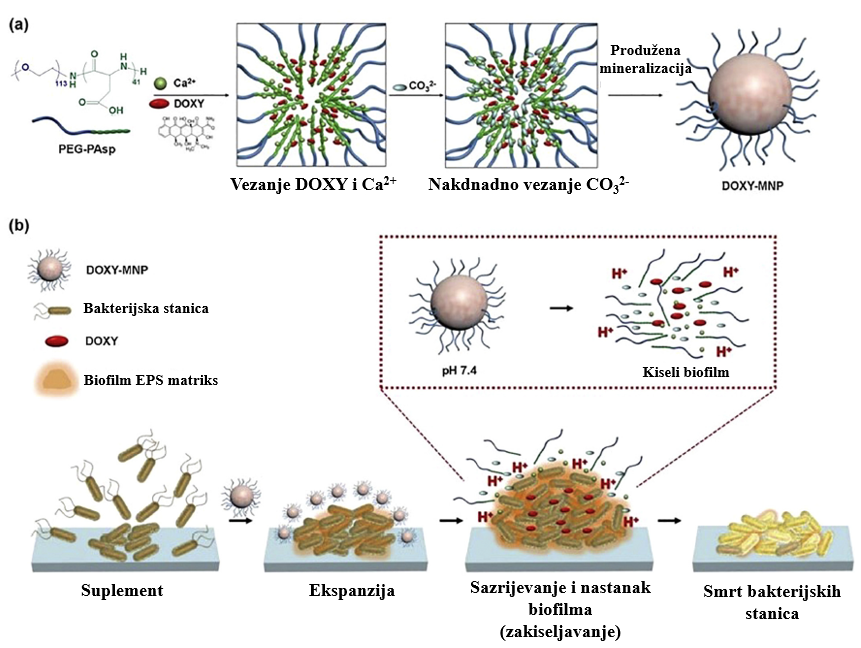 (a)
O
O
113
N
H
H
N
H
41
O
OH
PEG-PAsp
Ca²⁺
DOXY
Vezanje DOXY i Ca²⁺
CO₃²⁻
Nakdnadno vezanje CO₃²⁻
Produžena
mineralizacija
DOXY-MNP
(b)
DOXY-MNP
Bakterijska stanica
DOXY
Biofilm EPS matriks
pH 7.4
H⁺
H⁺
H⁺
H⁺
Kiseli biofilm
H⁺
H⁺
H⁺
H⁺
H⁺
Suplement
Ekspanzija
Sazrijevanje i nastanak
biofilma
(zakiseljavanje)
Smrt bakterijskih
stanica